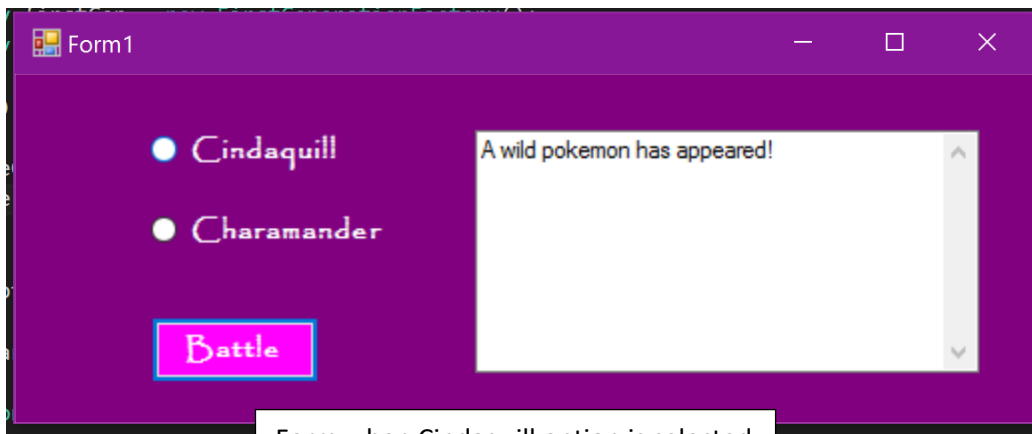 Form1
Cindaquill
A wild pokemon has appeared!
Charamander
Battle